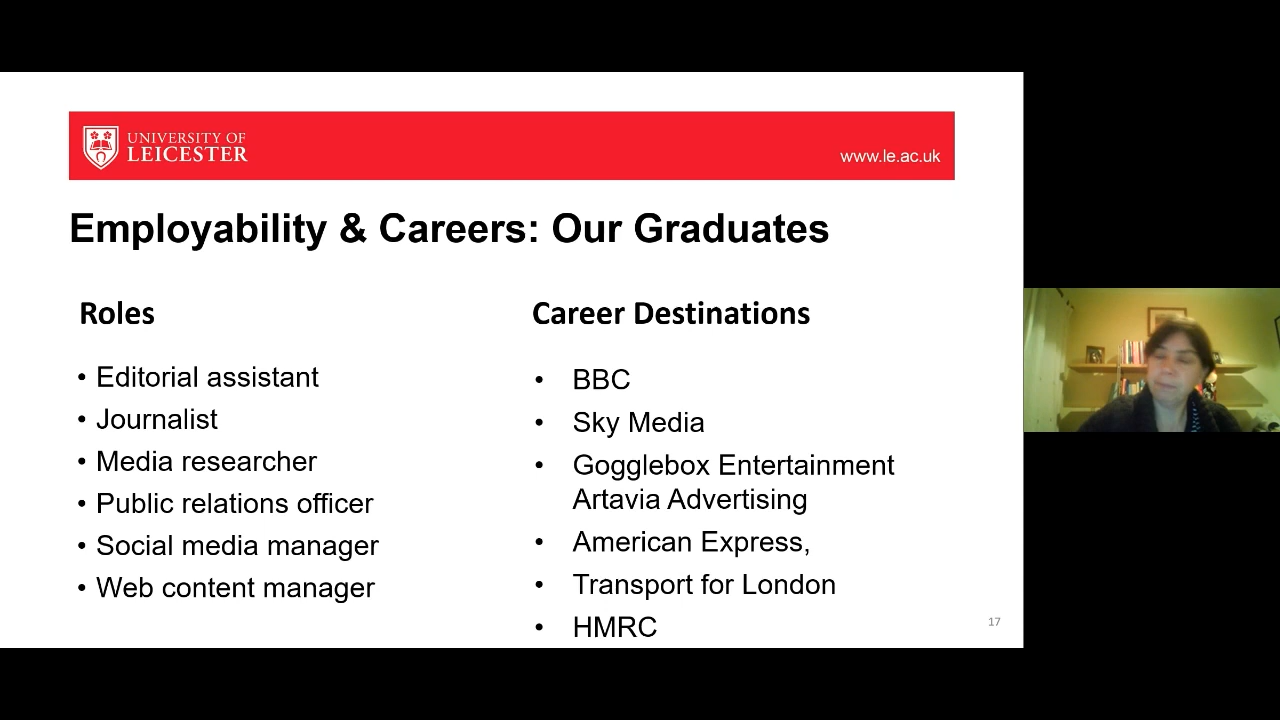 UNIVERSITY OF
LEICESTER
www.le.ac.uk
Employability & Careers: Our Graduates
Roles
• Editorial assistant
• Journalist
• Media researcher
• Public relations officer
• Social media manager
• Web content manager
Career Destinations
• BBC
• Sky Media
• Gogglebox Entertainment
Artavia Advertising
• American Express,
• Transport for London
• HMRC
17